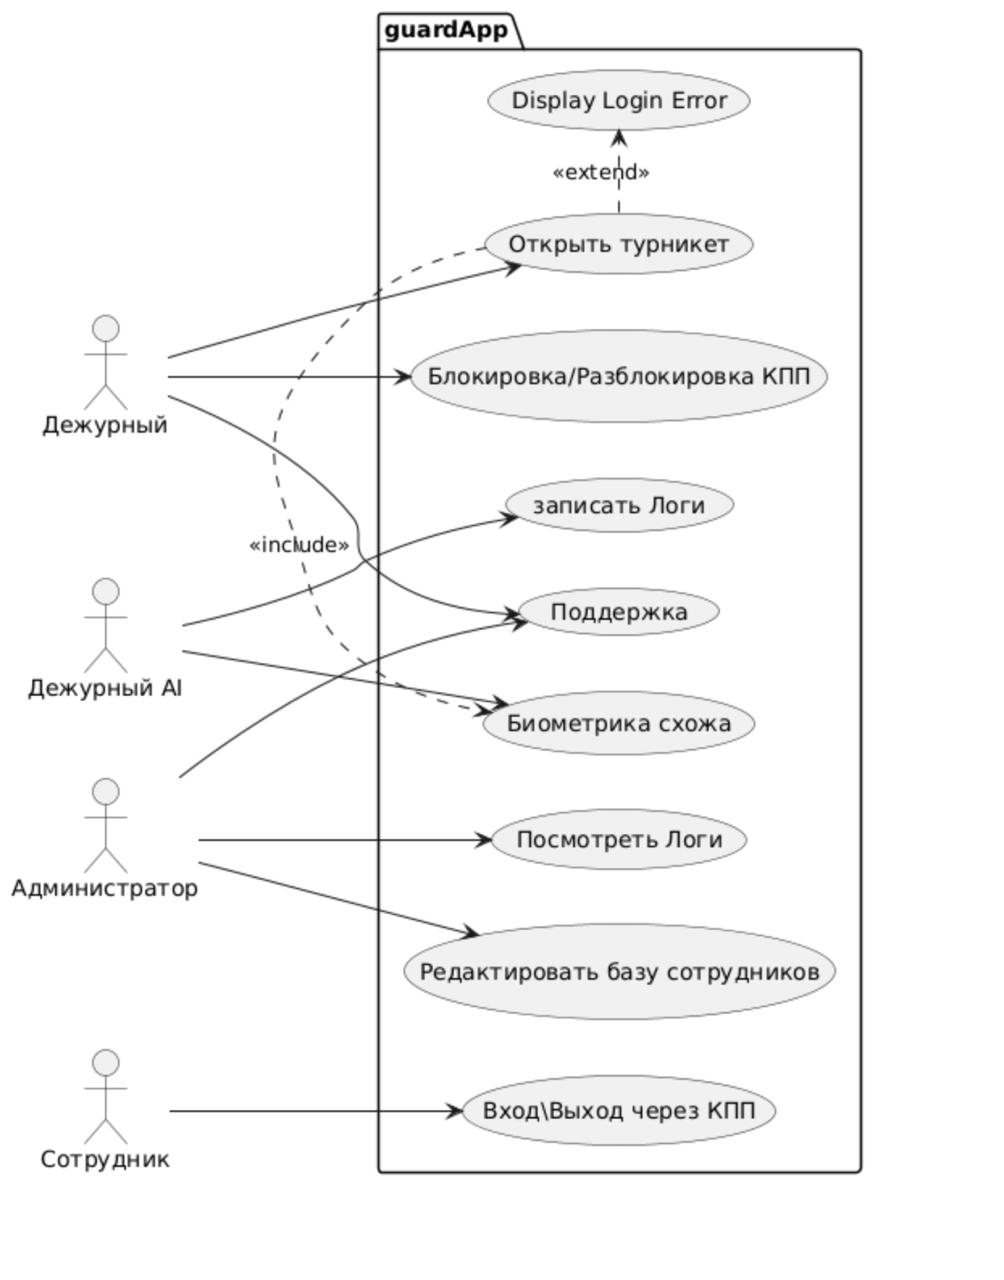 guardApp
Display Login Error
«extend»
Открыть турникет
Блокировка/Разблокировка КПП
Дежурный
записать Логи
«include»
Поддержка
Дежурный AI
Биометрика схожа
Посмотреть Логи
Администратор
Редактировать базу сотрудников
Вход\Выход через КПП
Сотрудник